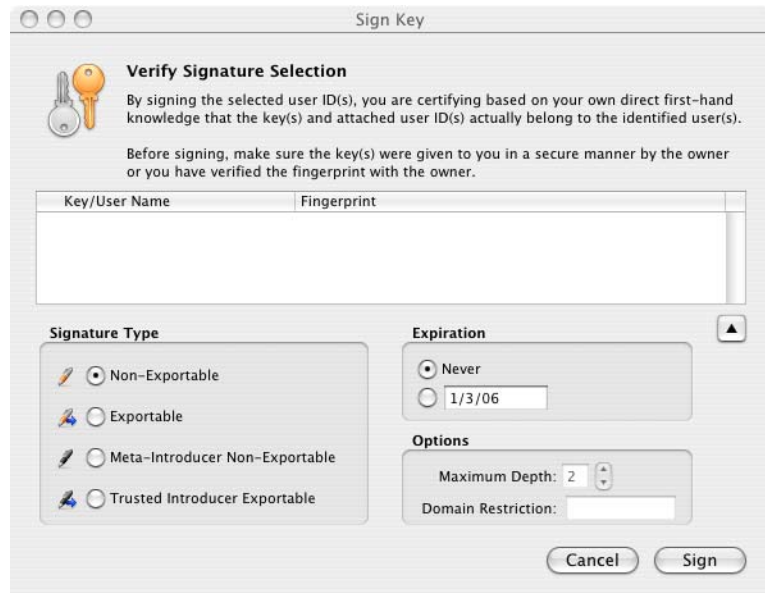 Sign Key
Verify Signature Selection
By signing the selected user ID(s), you are certifying based on your own direct first-hand
knowledge that the key(s) and attached user ID(s) actually belong to the identified user(s).
Before signing, make sure the key(s) were given to you in a secure manner by the owner
or you have verified the fingerprint with the owner.
Key/User Name Fingerprint
Signature Type
Non-Exportable
Exportable
Meta-Introducer Non-Exportable
Trusted Introducer Exportable
Expiration
Never
1/3/06
Options
Maximum Depth: 2
Domain Restriction:
Cancel Sign